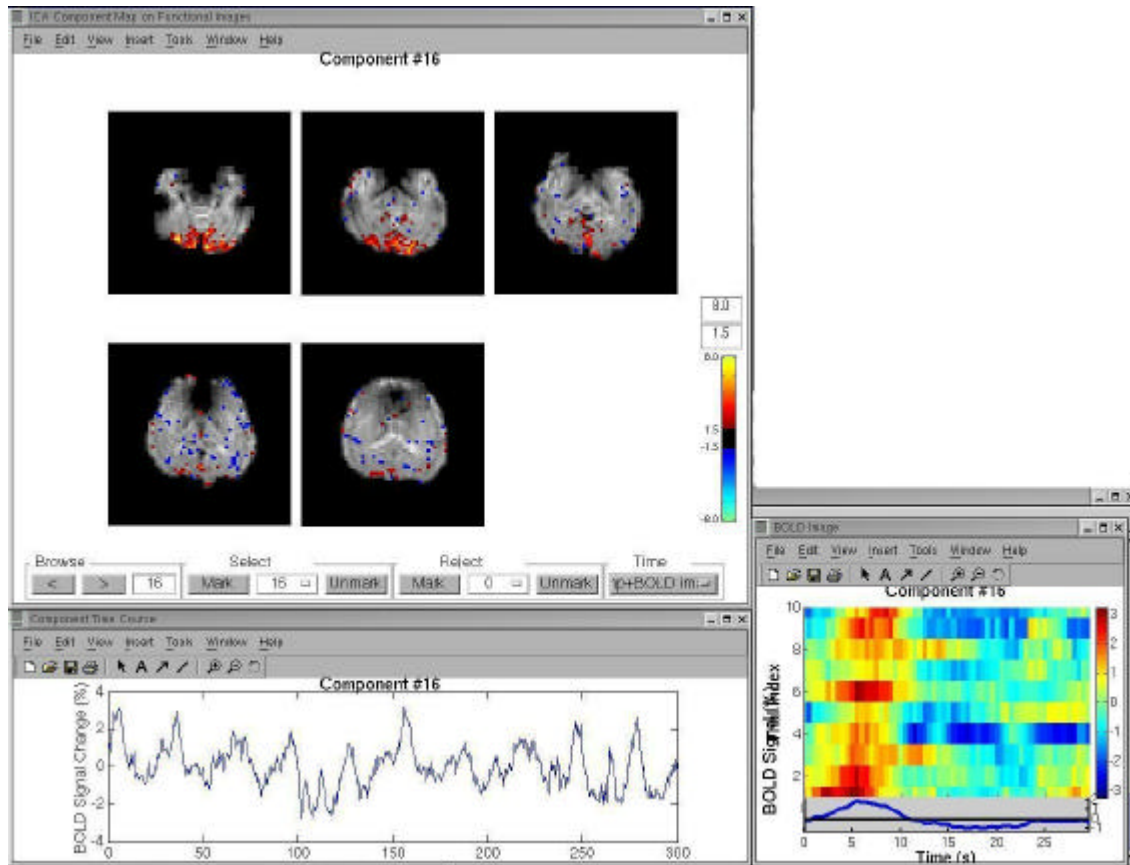 ICA Component Map on Functional Images
File Edit View Insert Tools Window Help
Component #16
8.0
1.5
8.0
1.5
-1.5
-8.0
Browse
Select
Reject
Time
< > 16 Mark 16 Unmark Mark 0 Unmark
Component Time Course
File Edit View Insert Tools Window Help
Component #16
BOLD Signal Change (%)
4
2
0
-2
-4
0 50 100 150 200 250 300
BOLD Image
File Edit View Insert Tools Window Help
Component #16
BOLD Signal
10
8
6
4
2
3
2
1
0
-1
-2
-3
1
0
-1
0 5 10 15 20 25
Time (s)